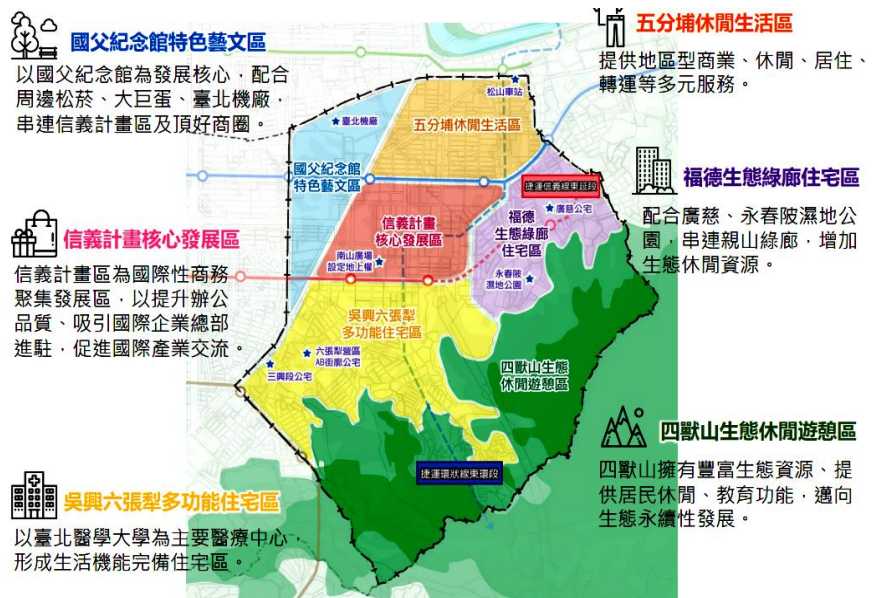 國父紀念館特色藝文區
以國父紀念館為發展核心，配合
周邊松菸、大巨蛋、臺北機廠，
串連信義計畫區及頂好商圈。
信義計畫核心發展區
信義計畫區為國際性商務
聚集發展區，以提升辦公
品質、吸引國際企業總部
進駐，促進國際產業交流。
吳興六張犁多功能住宅區
以臺北醫學大學為主要醫療中心，
形成生活機能完備住宅區。
松山車站
臺北機廠
五分埔休閒生活區
國父紀念館
特色藝文區
捷運信義線東延段
信義計畫
核心發展區
福德
生態綠廊
住宅區
廣慈公宅
南山廣場
設定地上權
永春陂
濕地公園
吳興六張犁
多功能住宅區
六張犁營區
AB街廓公宅
三興段公宅
四獸山生態
休閒遊憩區
捷運環狀線東環段
五分埔休閒生活區
提供地區型商業、休閒、居住、
轉運等多元服務。
福德生態綠廊住宅區
配合廣慈、永春陂濕地公
園，串連親山綠廊，增加
生態休閒資源。
四獸山生態休閒遊憩區
四獸山擁有豐富生態資源、提
供居民休閒、教育功能，邁向
生態永續性發展。